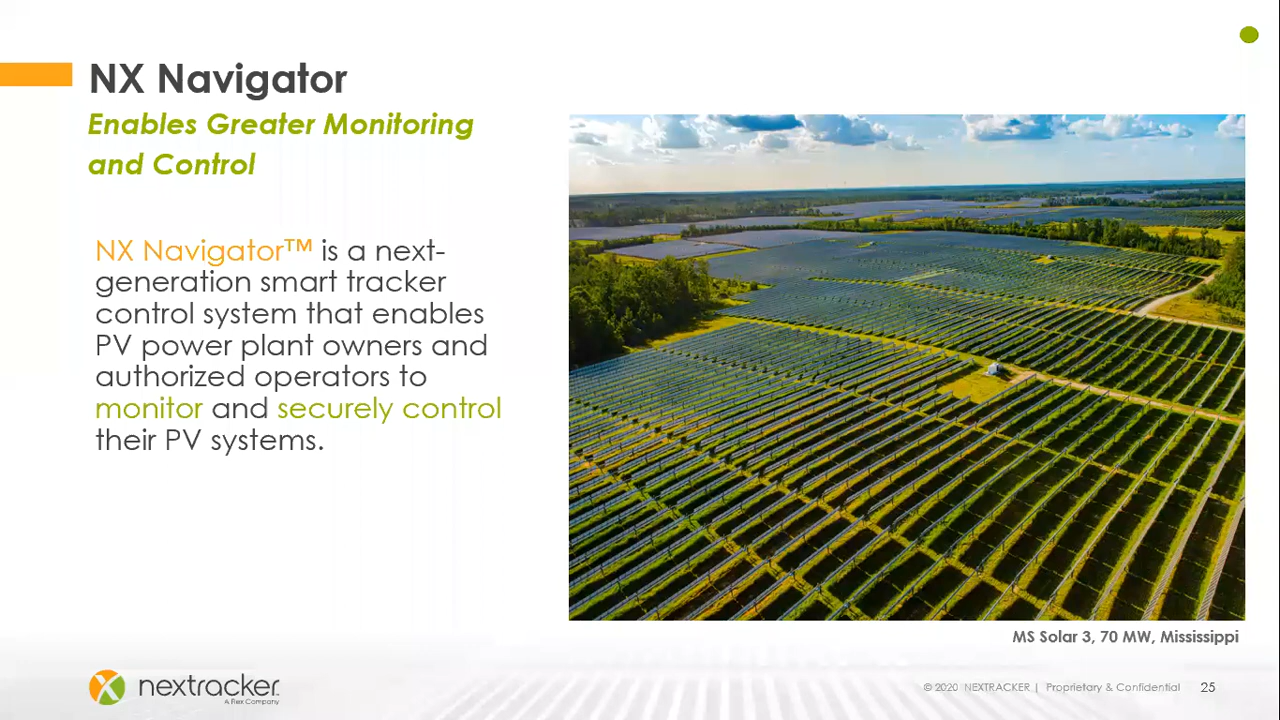 NX Navigator
Enables Greater Monitoring
and Control
NX Navigator™ is a next-
generation smart tracker
control system that enables
PV power plant owners and
authorized operators to
monitor and securely control
their PV systems.
MS Solar 3, 70 MW, Mississippi
nextracker
A Flex Company
© 2020 NEXTRACKER | Proprietary & Confidential 25